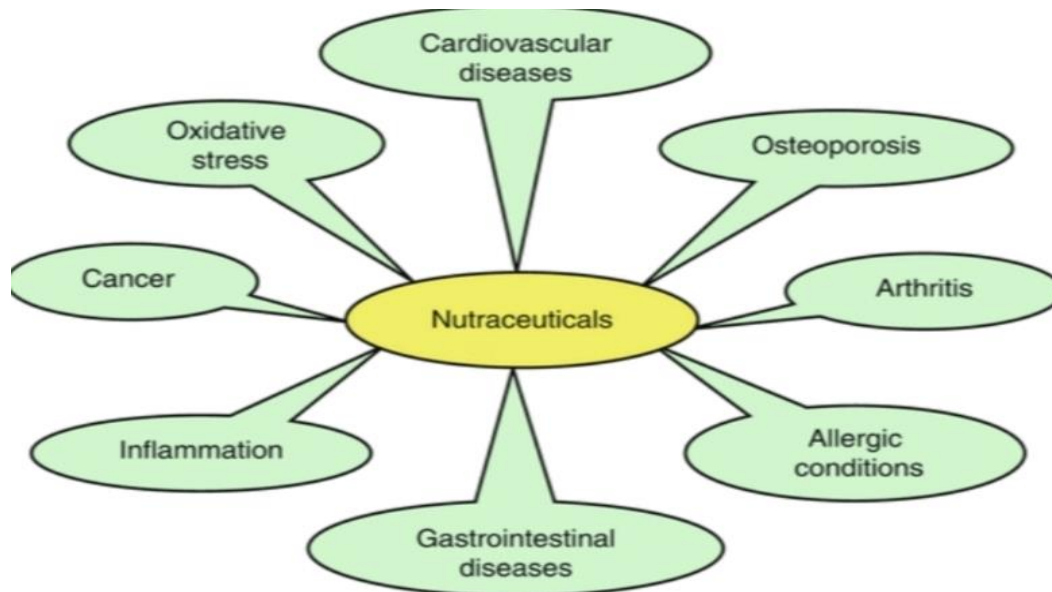 Cardiovascular
diseases
Oxidative
stress
Osteoporosis
Cancer
Arthritis
Nutraceuticals
Inflammation
Allergic
conditions
Gastrointestinal
diseases